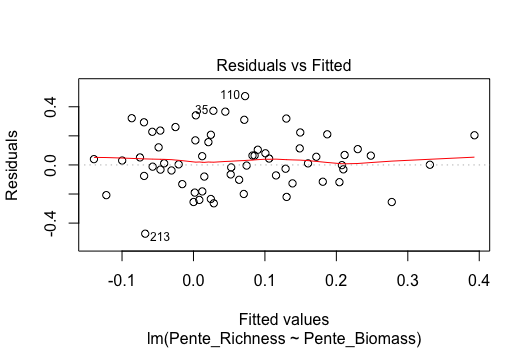 Residuals vs Fitted
110
35
213
Residuals
0.4
0.0
-0.4
-0.1 0.0 0.1 0.2 0.3 0.4
Fitted values
lm(Pente_Richness ~ Pente_Biomass)